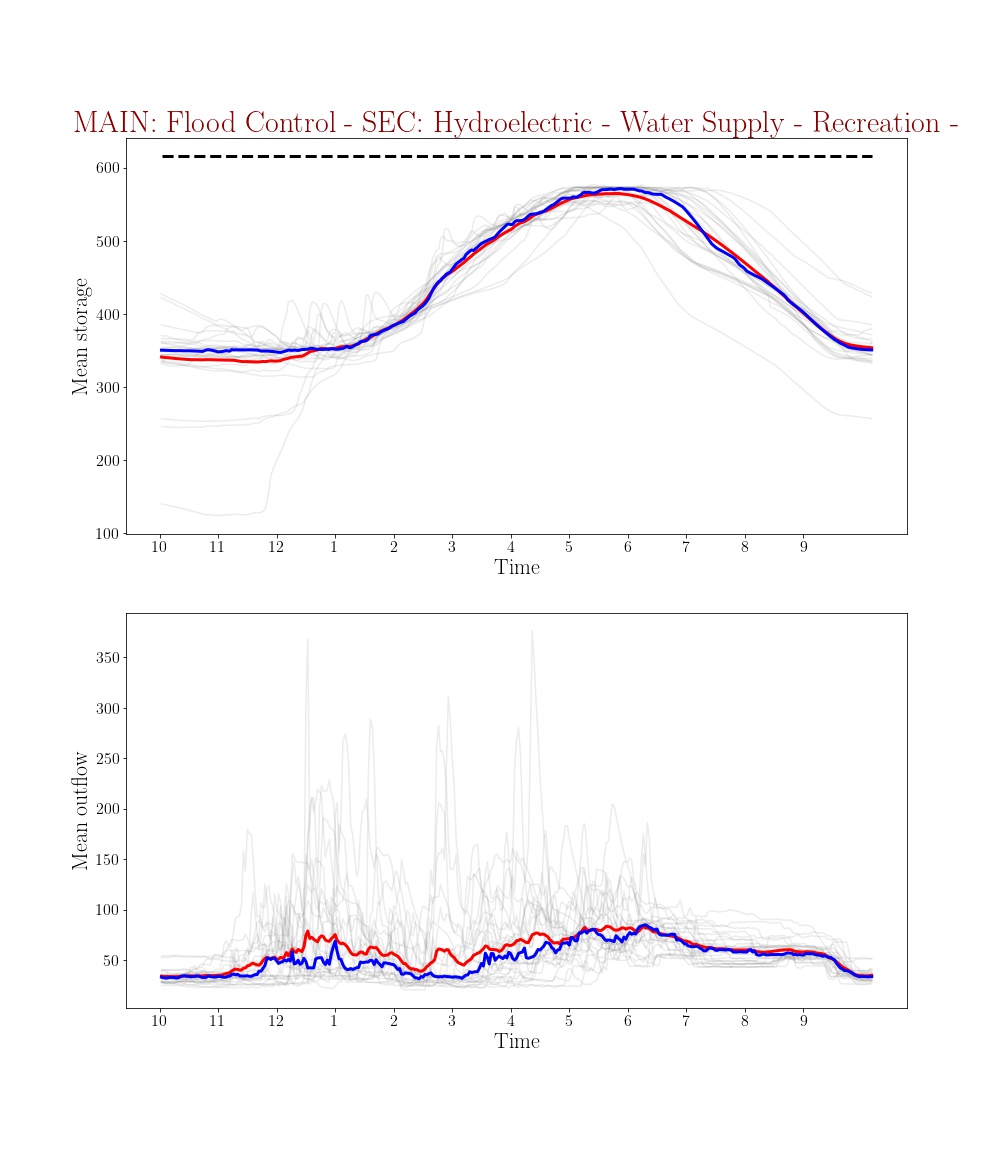 MAIN: Flood Control - SEC: Hydroelectric - Water Supply - Recreation -
600
500
400
300
200
100
Mean storage
10 11 12 1 2 3 4 5 6 7 8 9
Time
350
300
250
200
150
100
50
Mean outflow
10 11 12 1 2 3 4 5 6 7 8 9
Time